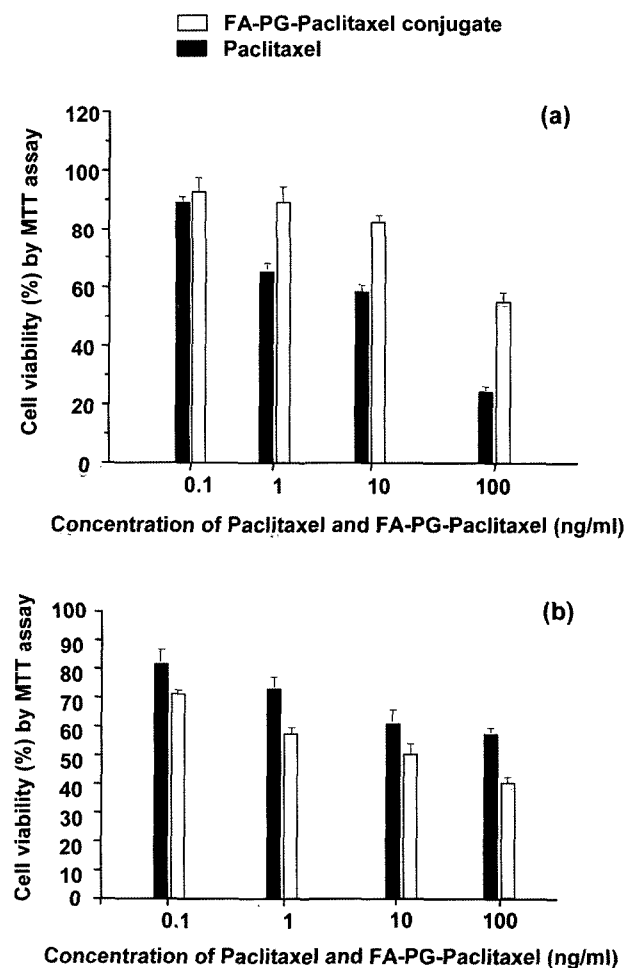 FA-PG-Paclitaxel conjugate
Paclitaxel
(a)
Cell viability (%) by MTT assay
120
100
80
60
40
20
0
0.1 1 10 100
Concentration of Paclitaxel and FA-PG-Paclitaxel (ng/ml)
(b)
Cell viability (%) by MTT assay
100
90
80
70
60
50
40
30
20
10
0
0.1 1 10 100
Concentration of Paclitaxel and FA-PG-Paclitaxel (ng/ml)